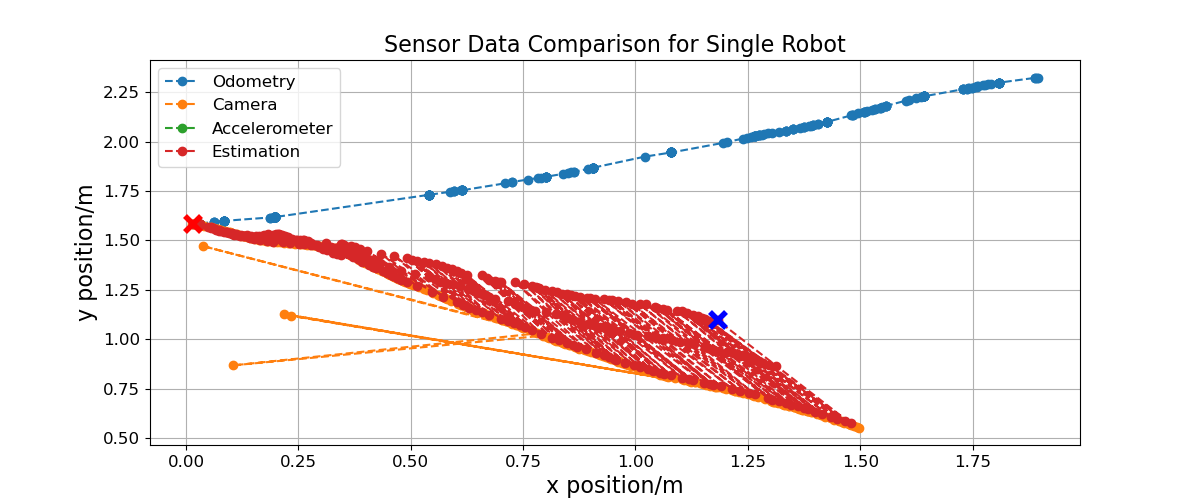 Sensor Data Comparison for Single Robot
Odometry
Camera
Accelerometer
Estimation
y position/m
2.25
2.00
1.75
1.50
1.25
1.00
0.75
0.50
0.00 0.25 0.50 0.75 1.00 1.25 1.50 1.75
x position/m